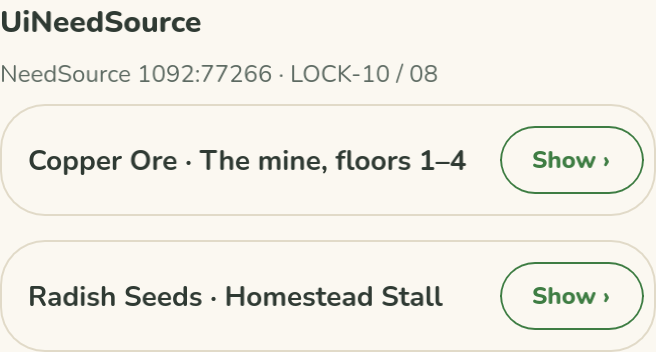 UiNeedSource
NeedSource 1092:77266 · LOCK-10 / 08
Copper Ore · The mine, floors 1–4
Show ›
Radish Seeds · Homestead Stall
Show ›